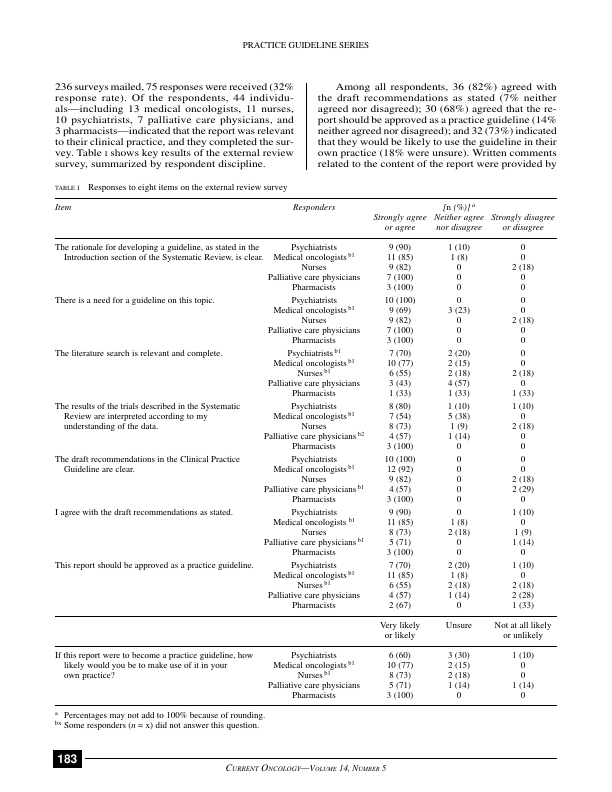 PRACTICE GUIDELINE SERIES
236 surveys mailed, 75 responses were received (32%
response rate). Of the respondents, 44 individu-
als—including 13 medical oncologists, 11 nurses,
10 psychiatrists, 7 palliative care physicians, and
3 pharmacists—indicated that the report was relevant
to their clinical practice, and they completed the sur-
vey. Table I shows key results of the external review
survey, summarized by respondent discipline.
Among all respondents, 36 (82%) agreed with
the draft recommendations as stated (7% neither
agreed nor disagreed); 30 (68%) agreed that the re-
port should be approved as a practice guideline (14%
neither agreed nor disagreed); and 32 (73%) indicated
that they would be likely to use the guideline in their
own practice (18% were unsure). Written comments
related to the content of the report were provided by
TABLE I Responses to eight items on the external review survey
Item Responders [n (%)] a
Strongly agree Neither agree Strongly disagree
or agree nor disagree or disagree
The rationale for developing a guideline, as stated in the Psychiatrists 9 (90) 1 (10) 0
Introduction section of the Systematic Review, is clear. Medical oncologists b1 11 (85) 1 (8) 0
Nurses 9 (82) 0 2 (18)
Palliative care physicians 7 (100) 0 0
Pharmacists 3 (100) 0 0
There is a need for a guideline on this topic. Psychiatrists 10 (100) 0 0
Medical oncologists b1 9 (69) 3 (23) 0
Nurses 9 (82) 0 2 (18)
Palliative care physicians 7 (100) 0 0
Pharmacists 3 (100) 0 0
The literature search is relevant and complete. Psychiatrists b1 7 (70) 2 (20) 0
Medical oncologists b1 10 (77) 2 (15) 0
Nurses b1 6 (55) 2 (18) 2 (18)
Palliative care physicians 3 (43) 4 (57) 0
Pharmacists 1 (33) 1 (33) 1 (33)
The results of the trials described in the Systematic Psychiatrists 8 (80) 1 (10) 1 (10)
Review are interpreted according to my Medical oncologists b1 7 (54) 5 (38) 0
understanding of the data. Nurses 8 (73) 1 (9) 2 (18)
Palliative care physicians b2 4 (57) 1 (14) 0
Pharmacists 3 (100) 0 0
The draft recommendations in the Clinical Practice Psychiatrists 10 (100) 0 0
Guideline are clear. Medical oncologists b1 12 (92) 0 0
Nurses 9 (82) 0 2 (18)
Palliative care physicians b1 4 (57) 0 2 (29)
Pharmacists 3 (100) 0 0
I agree with the draft recommendations as stated. Psychiatrists 9 (90) 0 1 (10)
Medical oncologists b1 11 (85) 1 (8) 0
Nurses 8 (73) 2 (18) 1 (9)
Palliative care physicians b1 5 (71) 0 1 (14)
Pharmacists 3 (100) 0 0
This report should be approved as a practice guideline. Psychiatrists 7 (70) 2 (20) 1 (10)
Medical oncologists b1 11 (85) 1 (8) 0
Nurses b1 6 (55) 2 (18) 2 (18)
Palliative care physicians 4 (57) 1 (14) 2 (28)
Pharmacists 2 (67) 0 1 (33)
Very likely Unsure Not at all likely
or likely or unlikely
If this report were to become a practice guideline, how Psychiatrists 6 (60) 3 (30) 1 (10)
likely would you be to make use of it in your Medical oncologists b1 10 (77) 2 (15) 0
own practice? Nurses b1 8 (73) 2 (18) 0
Palliative care physicians 5 (71) 1 (14) 1 (14)
Pharmacists 3 (100) 0 0
a Percentages may not add to 100% because of rounding.
bx Some responders (n = x) did not answer this question.
183
CURRENT ONCOLOGY—VOLUME 14, NUMBER 5